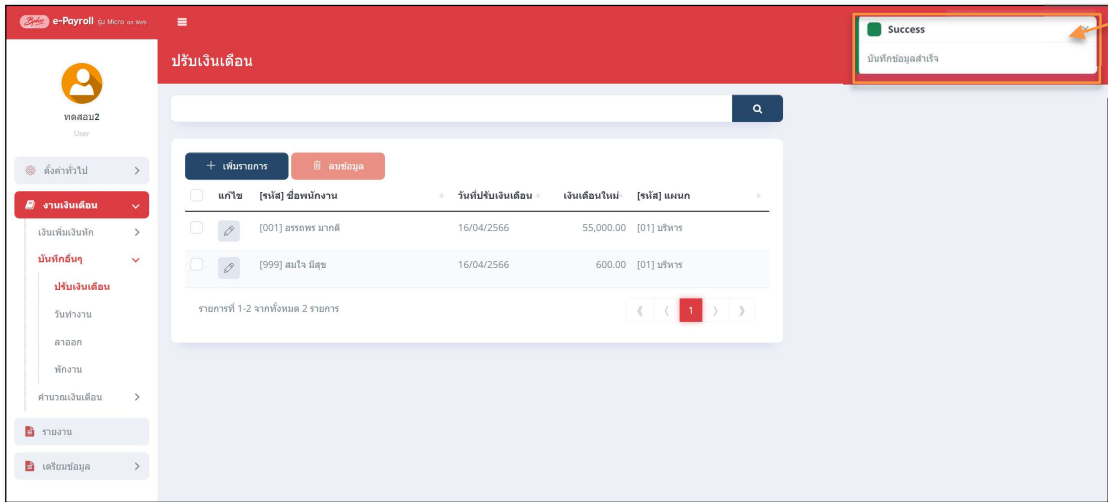 e-Payroll รุ่น Micro on Web
Success
บันทึกข้อมูลสำเร็จ
ปรับเงินเดือน
ทดสอบ2
User
ตั้งค่าทั่วไป
งานเงินเดือน
เงินเพิ่มเงินหัก
บันทึกอื่นๆ
ปรับเงินเดือน
วันทำงาน
ลาออก
พักงาน
คำนวณเงินเดือน
รายงาน
เตรียมข้อมูล
+ เพิ่มรายการ ลบข้อมูล
แก้ไข [รหัส] ชื่อพนักงาน วันที่ปรับเงินเดือน เงินเดือนใหม่ [รหัส] แผนก
[001] อรรถพร มากดี 16/04/2566 55,000.00 [01] บริหาร
[999] สมใจ มีสุข 16/04/2566 600.00 [01] บริหาร
รายการที่ 1-2 จากทั้งหมด 2 รายการ
1